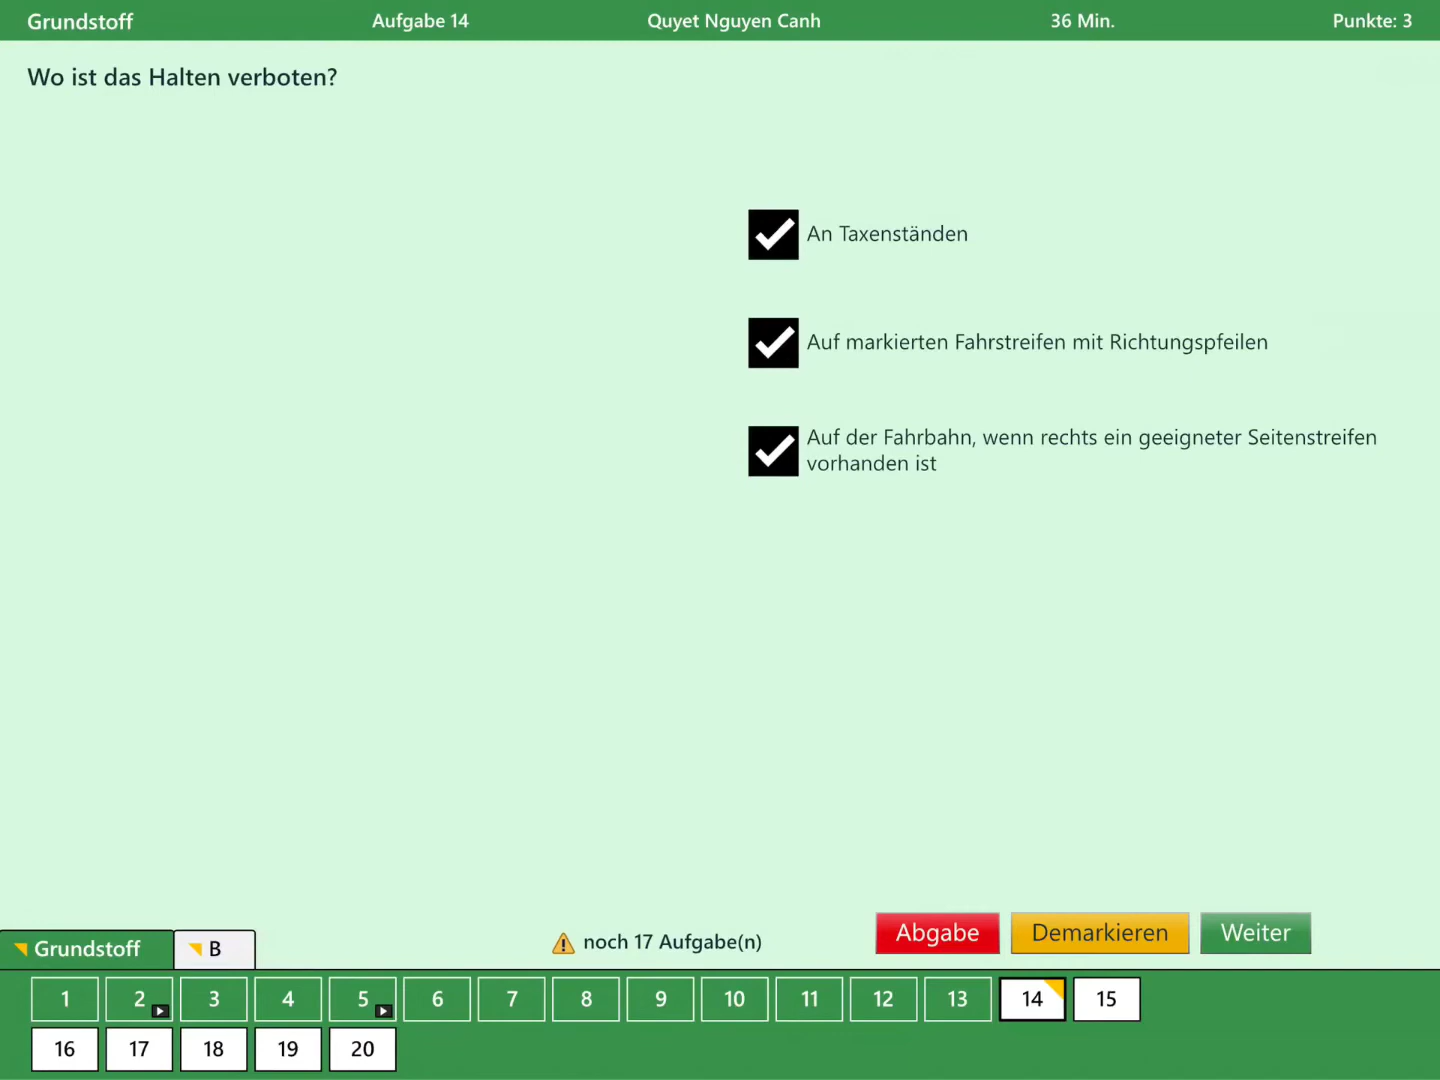 Grundstoff Aufgabe 14 Quyet Nguyen Canh 36 Min. Punkte: 3
Wo ist das Halten verboten?
An Taxenständen
Auf markierten Fahrstreifen mit Richtungspfeilen
Auf der Fahrbahn, wenn rechts ein geeigneter Seitenstreifen
vorhanden ist
Abgabe Demarkieren Weiter
Grundstoff B noch 17 Aufgabe(n)
1 2 3 4 5 6 7 8 9 10 11 12 13 14 15
16 17 18 19 20